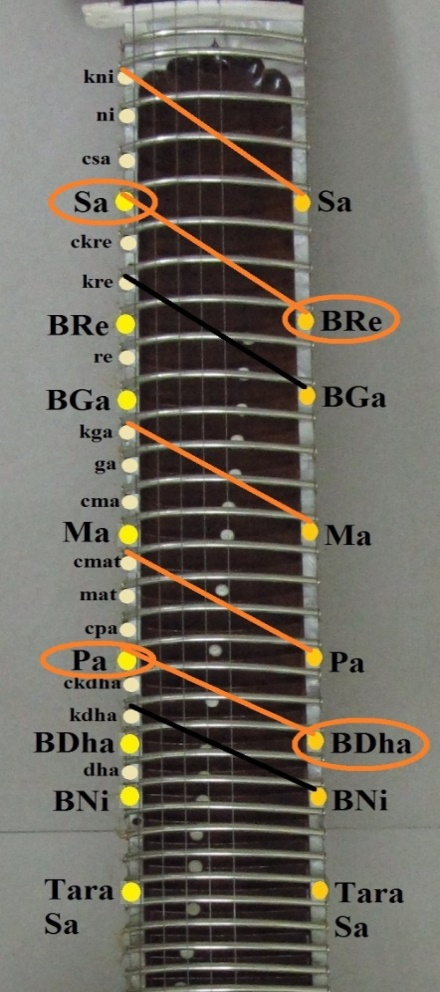 kni
ni
csa
Sa
Sa
ckre
kre
BRe
BRe
re
BGa
BGa
kga
ga
cma
Ma
Ma
cmat
mat
cpa
Pa
Pa
ckdha
kdha
BDha
BDha
dha
BNi
BNi
Tara
Sa
Tara
Sa